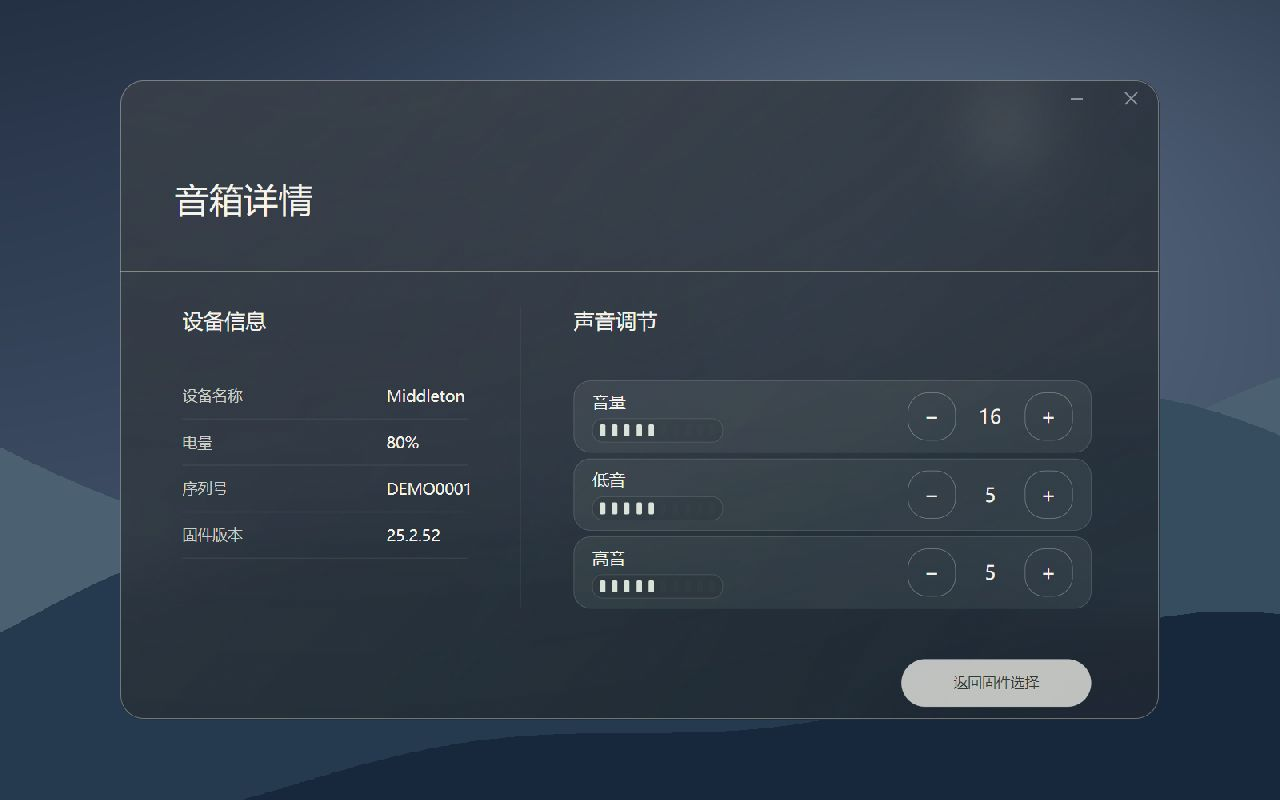 音箱详情
设备信息
设备名称 Middleton
电量 80%
序列号 DEMO0001
固件版本 25.2.52
声音调节
音量
− 16 +
低音
− 5 +
高音
− 5 +
返回固件选择